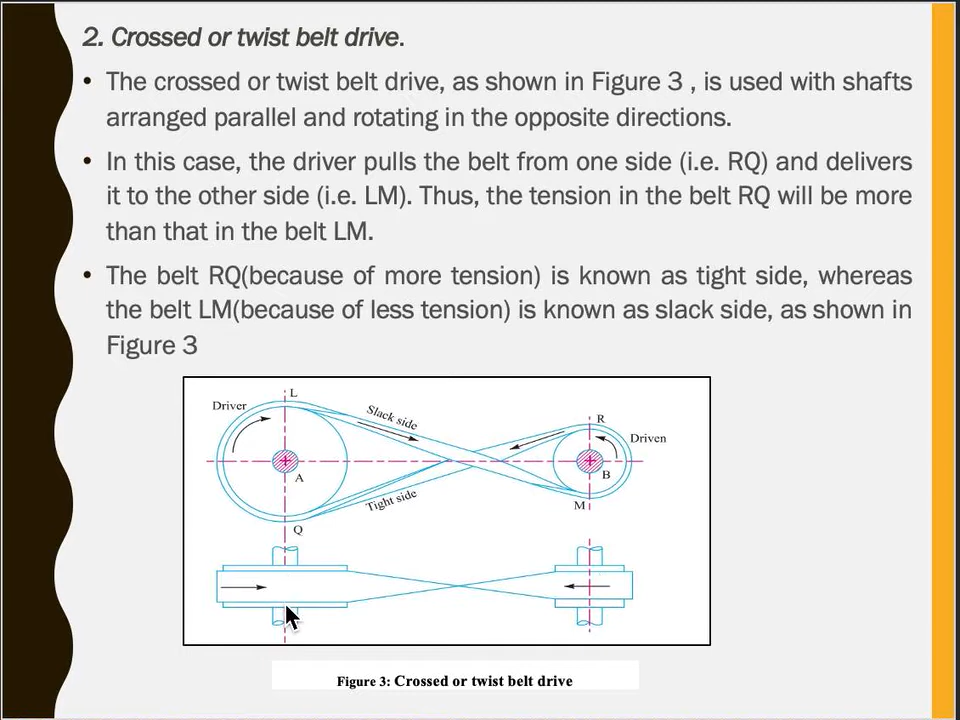 2. Crossed or twist belt drive.
• The crossed or twist belt drive, as shown in Figure 3 , is used with shafts
arranged parallel and rotating in the opposite directions.
• In this case, the driver pulls the belt from one side (i.e. RQ) and delivers
it to the other side (i.e. LM). Thus, the tension in the belt RQ will be more
than that in the belt LM.
• The belt RQ(because of more tension) is known as tight side, whereas
the belt LM(because of less tension) is known as slack side, as shown in
Figure 3
L
Driver
Slack side
R
Driven
A
B
Tight side
M
Q
Figure 3: Crossed or twist belt drive